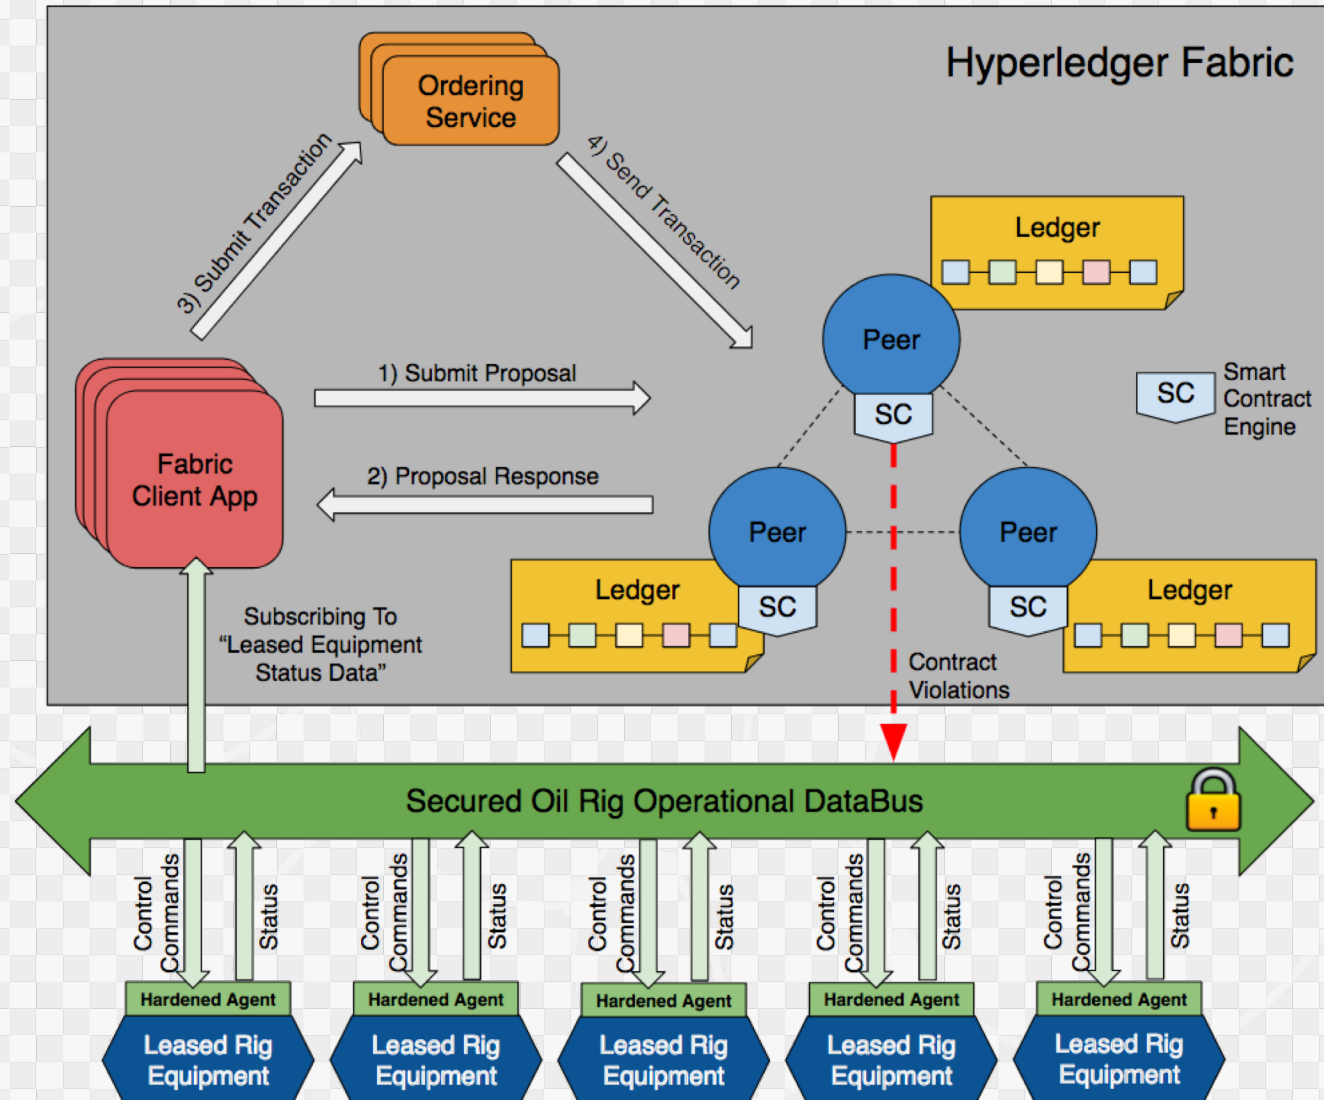 Hyperledger Fabric
Ordering
Service
3) Submit Transaction
4) Send Transaction
Ledger
Peer
SC
SC
Smart
Contract
Engine
1) Submit Proposal
2) Proposal Response
Fabric
Client App
Peer
Peer
Ledger
SC
SC
Ledger
Subscribing To
“Leased Equipment
Status Data”
Contract
Violations
Secured Oil Rig Operational DataBus
Control
Commands
Status
Control
Commands
Status
Control
Commands
Status
Control
Commands
Status
Control
Commands
Status
Hardened Agent
Hardened Agent
Hardened Agent
Hardened Agent
Hardened Agent
Leased Rig
Equipment
Leased Rig
Equipment
Leased Rig
Equipment
Leased Rig
Equipment
Leased Rig
Equipment